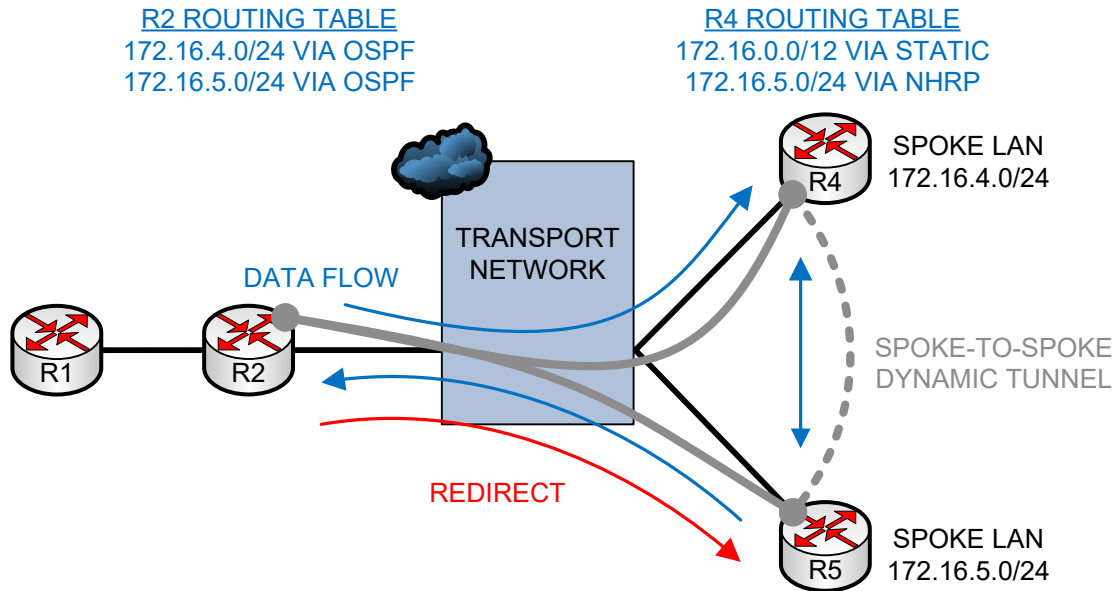 R2 ROUTING TABLE
172.16.4.0/24 VIA OSPF
172.16.5.0/24 VIA OSPF
R4 ROUTING TABLE
172.16.0.0/12 VIA STATIC
172.16.5.0/24 VIA NHRP
R4
SPOKE LAN
172.16.4.0/24
TRANSPORT
NETWORK
DATA FLOW
R1
R2
SPOKE-TO-SPOKE
DYNAMIC TUNNEL
REDIRECT
R5
SPOKE LAN
172.16.5.0/24